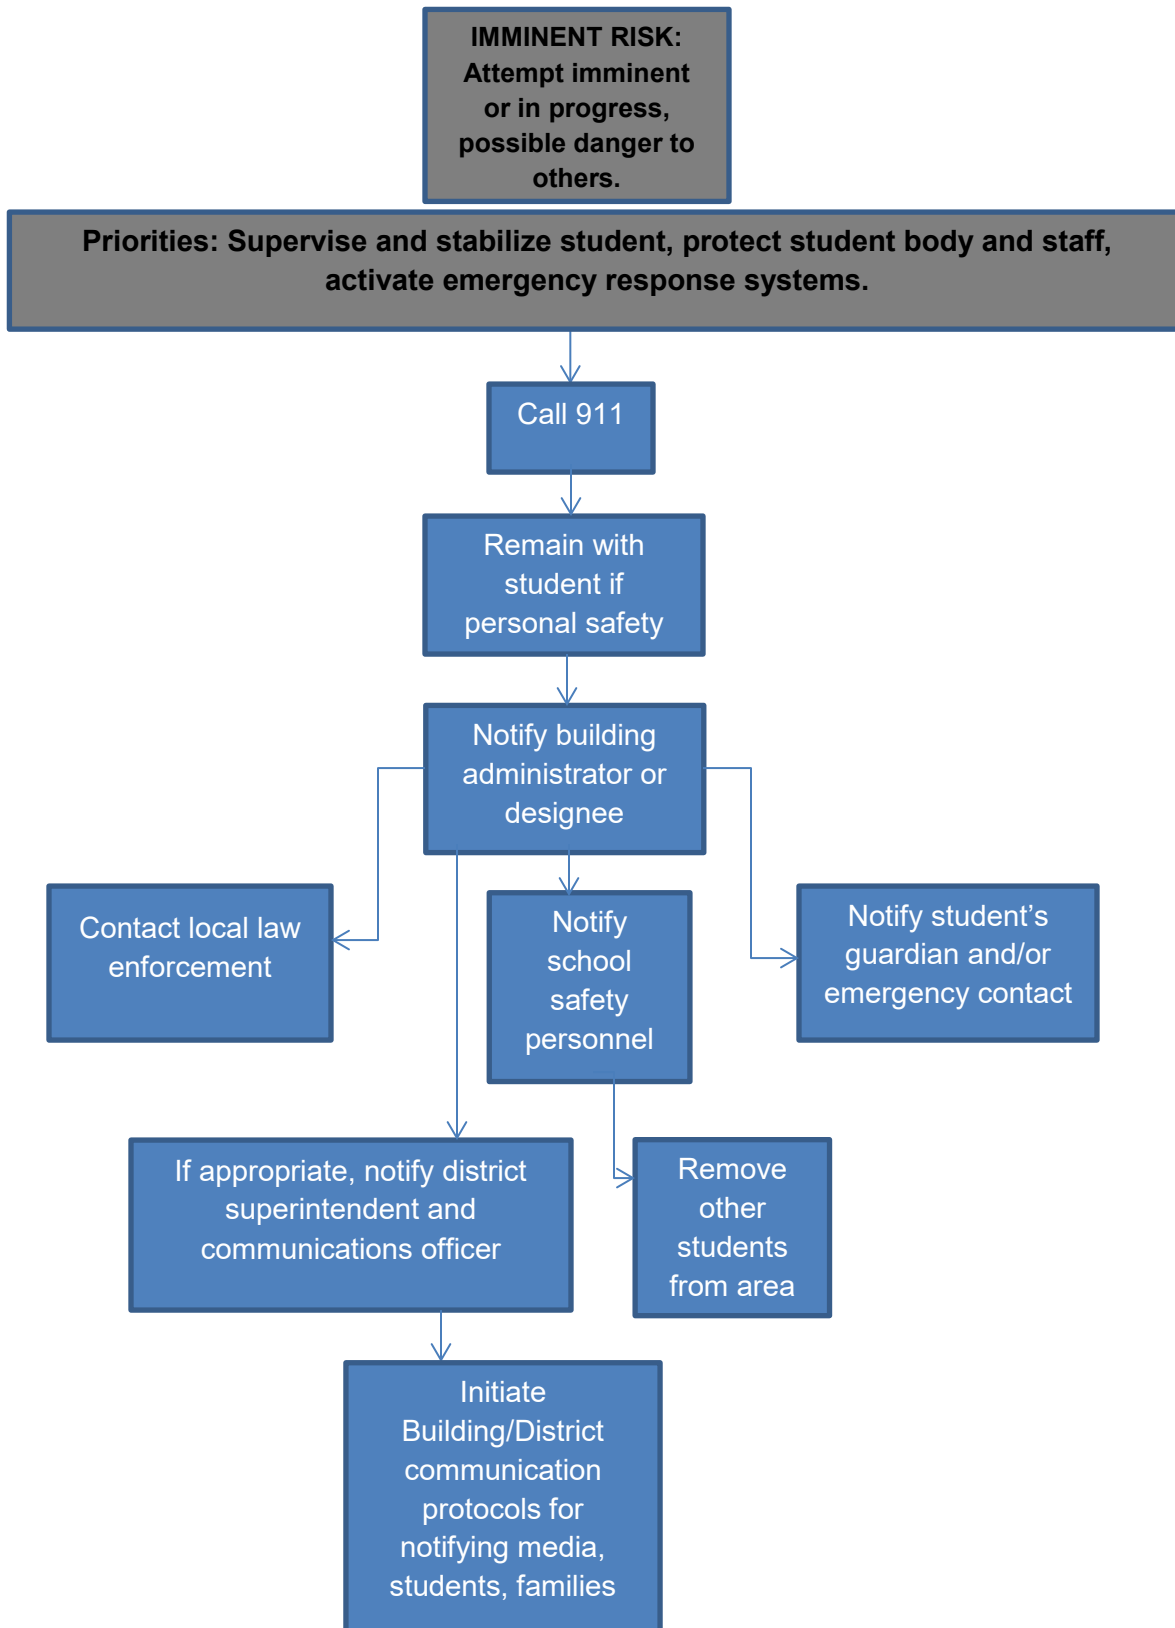 IMMINENT RISK:
Attempt imminent
or in progress,
possible danger to
others.
Priorities: Supervise and stabilize student, protect student body and staff,
activate emergency response systems.
Call 911
Remain with
student if
personal safety
Notify building
administrator or
designee
Contact local law
enforcement
Notify
school
safety
personnel
Notify student’s
guardian and/or
emergency contact
If appropriate, notify district
superintendent and
communications officer
Remove
other
students
from area
Initiate
Building/District
communication
protocols for
notifying media,
students, families